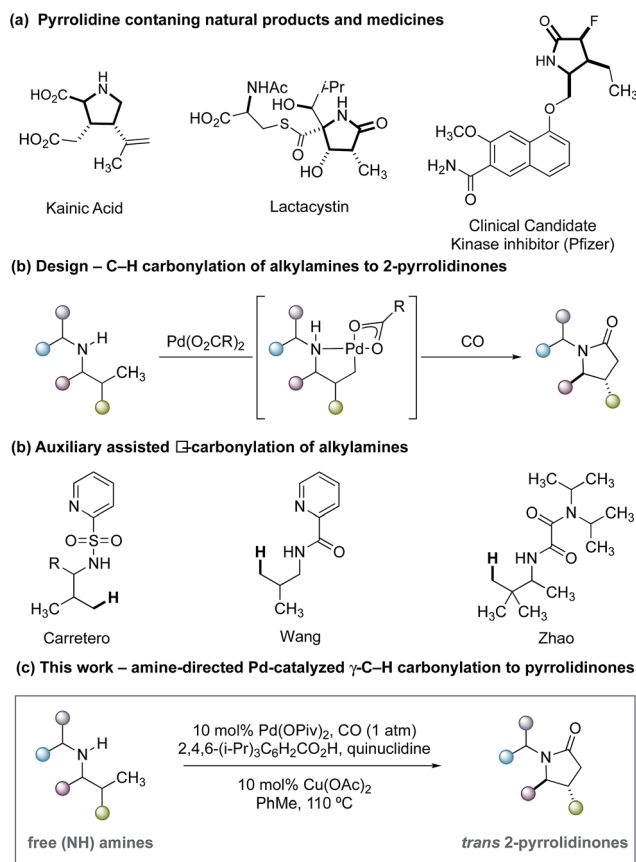 (a) Pyrrolidine contaning natural products and medicines
HO₂C
HO₂C
H
N
H₃C
Kainic Acid
NHAc
HO₂C
S
O
HO
i-Pr
H
N
O
HO
CH₃
Lactacystin
O
F
HN
CH₃
O
H₃CO
H₂N
O
Clinical Candidate
Kinase inhibitor (Pfizer)
(b) Design – C–H carbonylation of alkylamines to 2-pyrrolidinones
H
N
CH₃
Pd(O₂CR)₂
H
N
Pd
O
O
R
CO
O
N
(b) Auxiliary assisted □-carbonylation of alkylamines
N
O=S=O
R
NH
H₃C
H
Carretero
N
H
HN
O
CH₃
Wang
H₃C
CH₃
O
N
CH₃
CH₃
O
HN
H
CH₃
H₃C
CH₃
Zhao
(c) This work – amine-directed Pd-catalyzed γ-C–H carbonylation to pyrrolidinones
H
N
CH₃
free (NH) amines
10 mol% Pd(OPiv)₂, CO (1 atm)
2,4,6-(i-Pr)₃C₆H₂CO₂H, quinuclidine
10 mol% Cu(OAc)₂
PhMe, 110 ºC
O
N
trans 2-pyrrolidinones